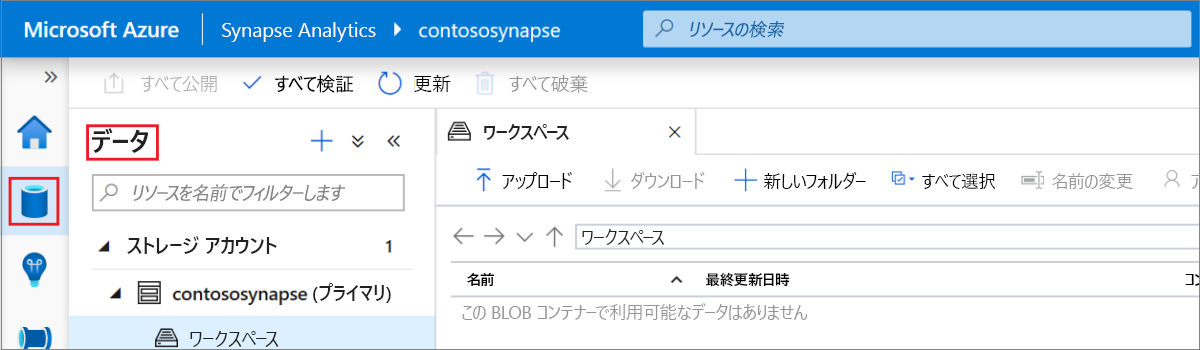 Microsoft Azure Synapse Analytics contososynapse リソースの検索
すべて公開 すべて検証 更新 すべて破棄
データ
リソースを名前でフィルターします
ストレージ アカウント 1
contososynapse (プライマリ)
ワークスペース
ワークスペース
アップロード ダウンロード 新しいフォルダー すべて選択 名前の変更
ワークスペース
名前 最終更新日時
この BLOB コンテナーで利用可能なデータはありません